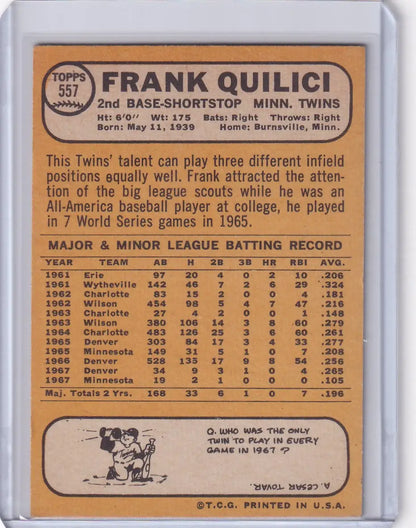 TOPPS
557
FRANK QUILICI
2nd BASE-SHORTSTOP MINN. TWINS
Ht: 6'0" Wt: 175 Bats: Right Throws: Right
Born: May 11, 1939 Home: Burnsville, Minn.
This Twins' talent can play three different infield
positions equally well. Frank attracted the atten-
tion of the big league scouts while he was an
All-America baseball player at college, he played
in 7 World Series games in 1965.
MAJOR & MINOR LEAGUE BATTING RECORD
YEAR TEAM AB H 2B 3B HR RBI AVG.
1961 Erie 97 20 4 0 2 10 .206
1961 Wytheville 142 46 7 2 6 29 .324
1962 Charlotte 83 15 2 0 0 4 .181
1962 Wilson 454 98 5 4 7 47 .216
1963 Charlotte 27 4 2 0 0 1 .148
1963 Wilson 380 106 14 3 8 60 .279
1964 Charlotte 483 126 25 3 6 60 .261
1965 Denver 303 84 17 3 4 33 .277
1965 Minnesota 149 31 5 1 0 7 .208
1966 Denver 528 135 17 9 8 54 .256
1967 Denver 34 9 3 1 0 4 .265
1967 Minnesota 19 2 1 0 0 0 .105
Maj. Totals 2 Yrs. 168 33 6 1 0 7 .196
Q. WHO WAS THE ONLY
TWIN TO PLAY IN EVERY
GAME IN 1967?
A. CESAR TOVAR.
©T.C.G. PRINTED IN U.S.A.